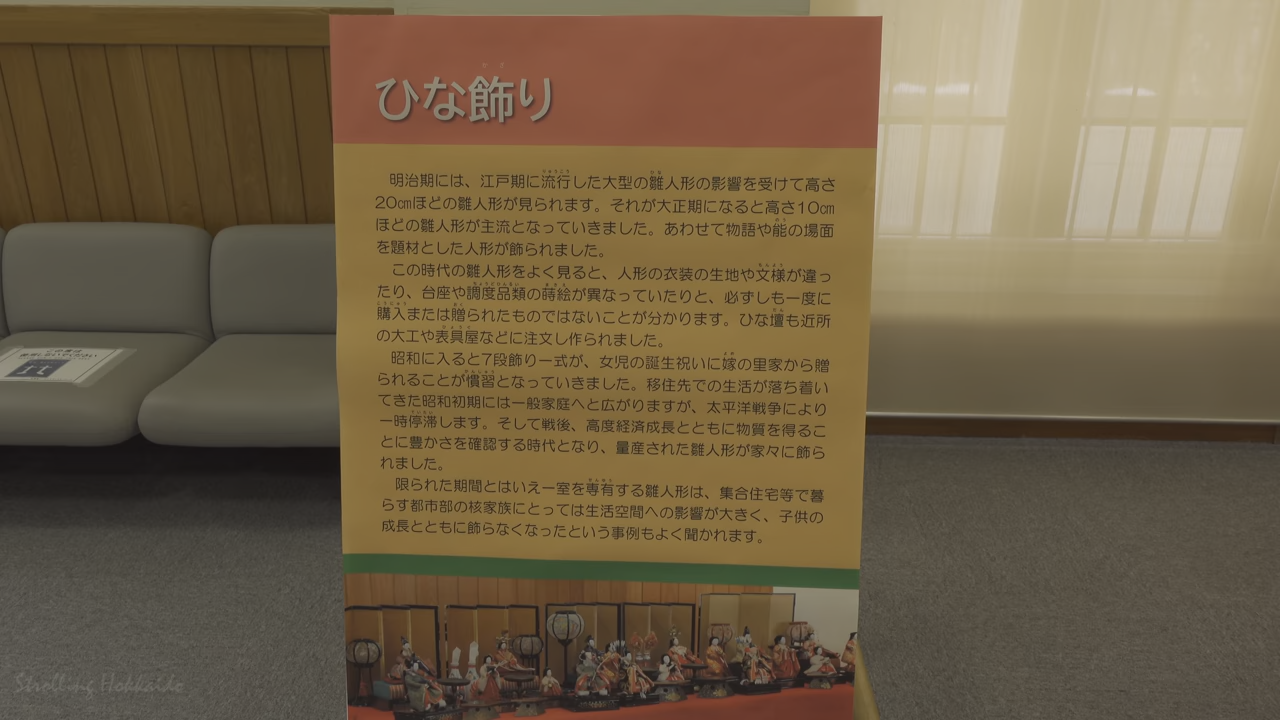 ひな飾り
明治期には、江戸期に流行した大型の雛人形の影響を受けて高さ
20cmほどの雛人形が見られます。それが大正期になると高さ10cm
ほどの雛人形が主流となっていきました。あわせて物語や能の場面
を題材とした人形が飾られました。
この時代の雛人形をよく見ると、人形の衣装の生地や文様が違っ
たり、台座や調度品類の蒔絵が異なっていたりと、必ずしも一度に
購入または贈られたものではないことが分かります。ひな壇も近所
の大工や表具屋などに注文し作られました。
昭和に入ると7段飾り一式が、女児の誕生祝いに嫁の里家から贈
られることが慣習となっていきました。移住先での生活が落ち着い
てきた昭和初期には一般家庭へと広がりますが、太平洋戦争により
一時停滞します。そして戦後、高度経済成長とともに物質を得るこ
とに豊かさを確認する時代となり、量産された雛人形が家々に飾ら
れました。
限られた期間とはいえ一室を専有する雛人形は、集合住宅等で暮
らす都市部の核家族にとっては生活空間への影響が大きく、子供の
成長とともに飾らなくなったという事例もよく聞かれます。
Strolling Hokkaido